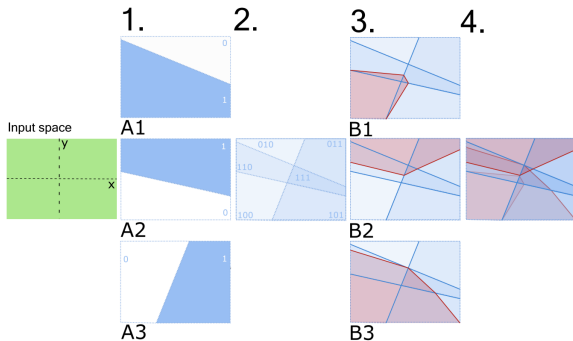 1. 2. 3. 4.
0
1
A1 B1
Input space
y
x
1
0
A2
010 011
110
111
100 101
B2
0 1
A3 B3